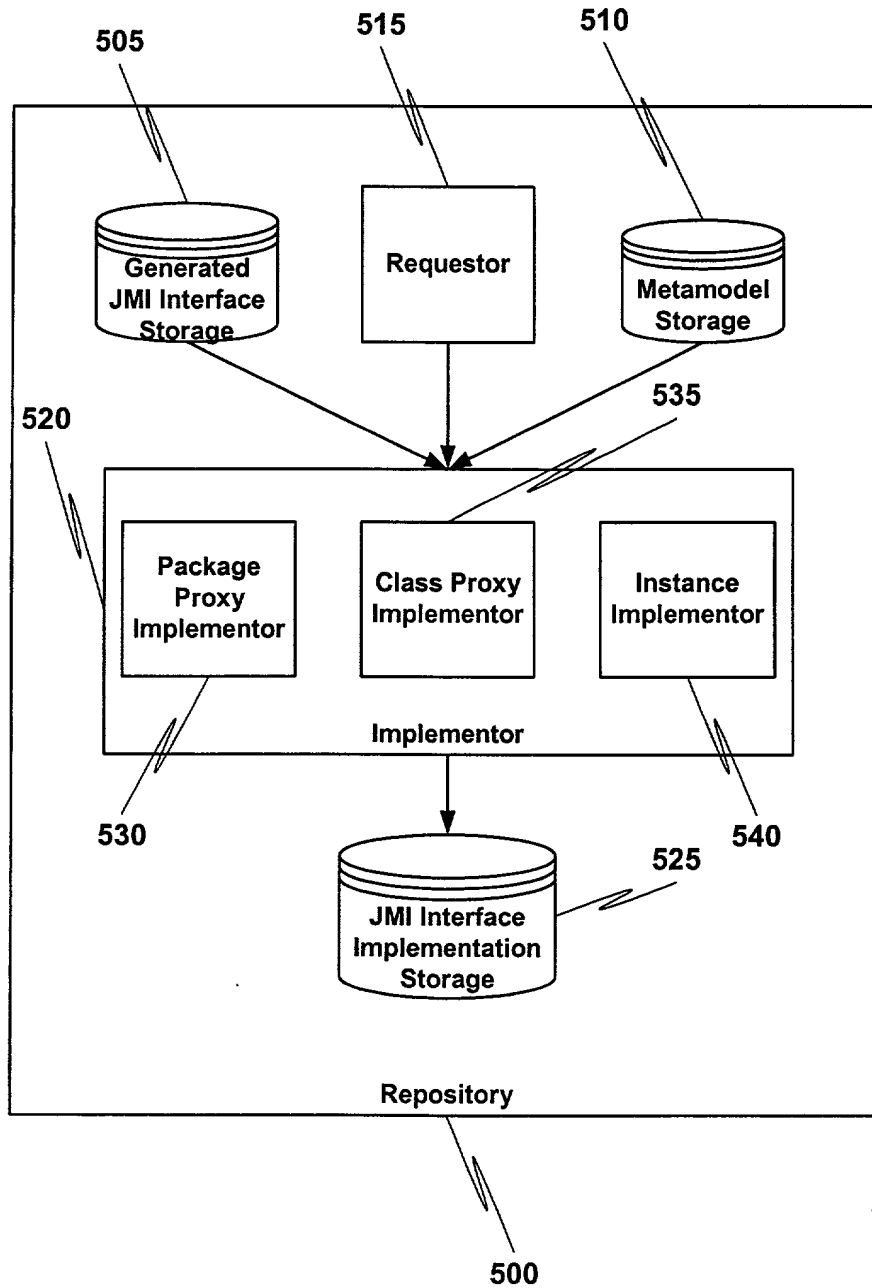 505
515
510
Generated
JMI Interface
Storage
Requestor
Metamodel
Storage
520
535
Package
Proxy
Implementor
Class Proxy
Implementor
Instance
Implementor
Implementor
530
540
525
JMI Interface
Implementation
Storage
Repository
500